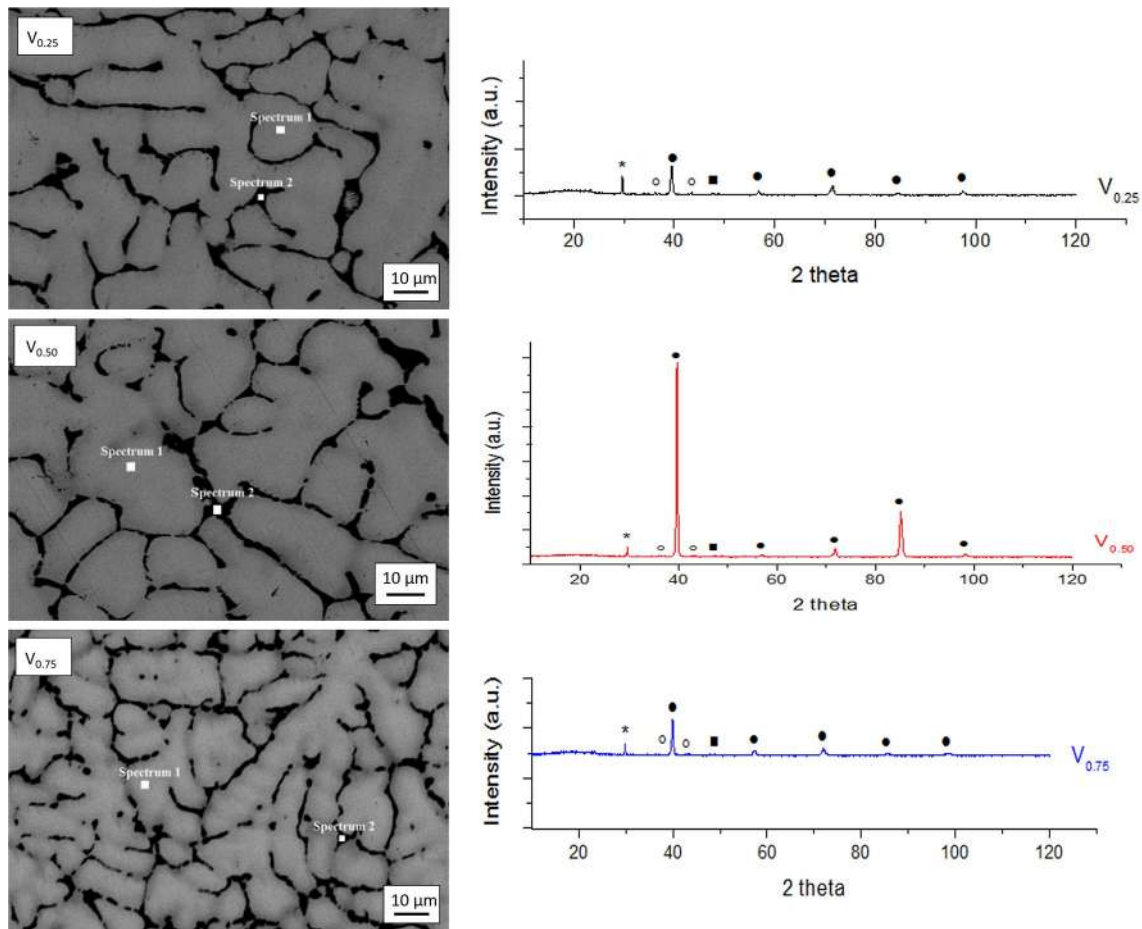 V0.25
Spectrum 1
Spectrum 2
10 µm
Intensity (a.u.)
* ● ○ ○ ■ ● ● ● ●
20 40 60 80 100 120
2 theta
V0.25
V0.50
Spectrum 1
Spectrum 2
10 µm
Intensity (a.u.)
* ○ ● ○ ■ ● ● ● ●
20 40 60 80 100 120
2 theta
V0.50
V0.75
Spectrum 1
Spectrum 2
10 µm
Intensity (a.u.)
* ○ ● ○ ■ ● ● ● ●
20 40 60 80 100 120
2 theta
V0.75